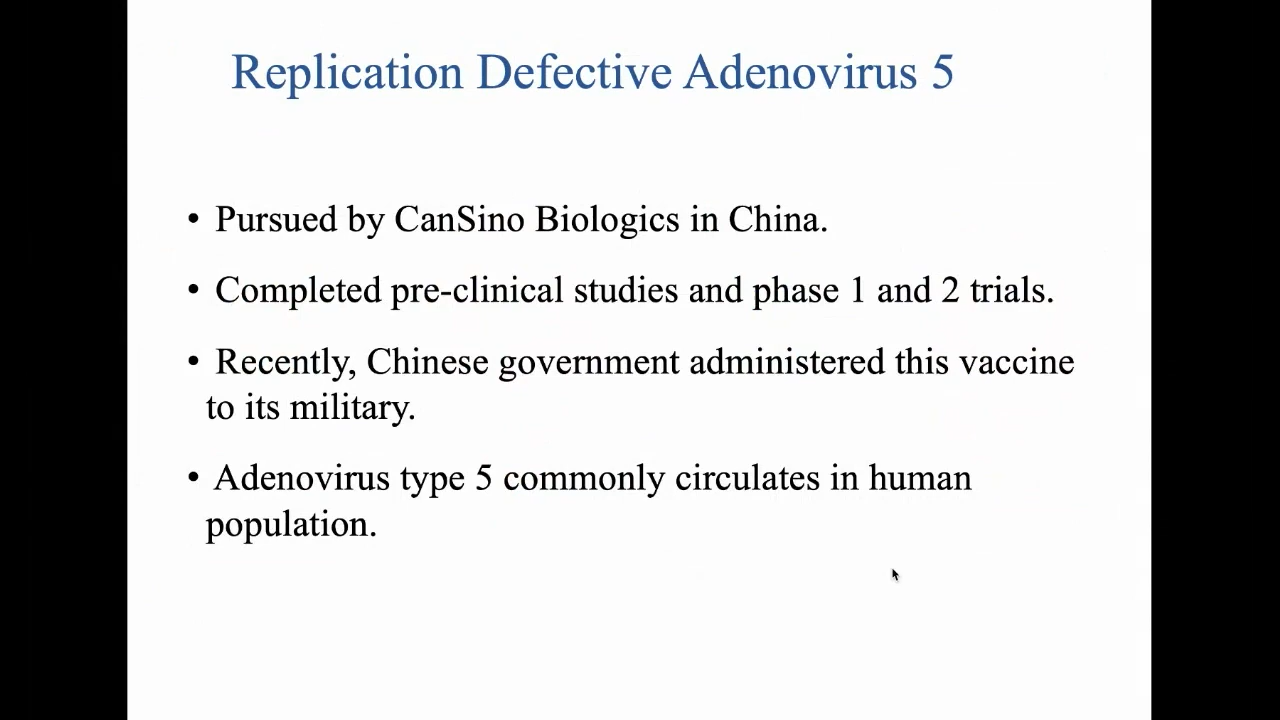 Replication Defective Adenovirus 5
• Pursued by CanSino Biologics in China.
• Completed pre-clinical studies and phase 1 and 2 trials.
• Recently, Chinese government administered this vaccine
to its military.
• Adenovirus type 5 commonly circulates in human
population.